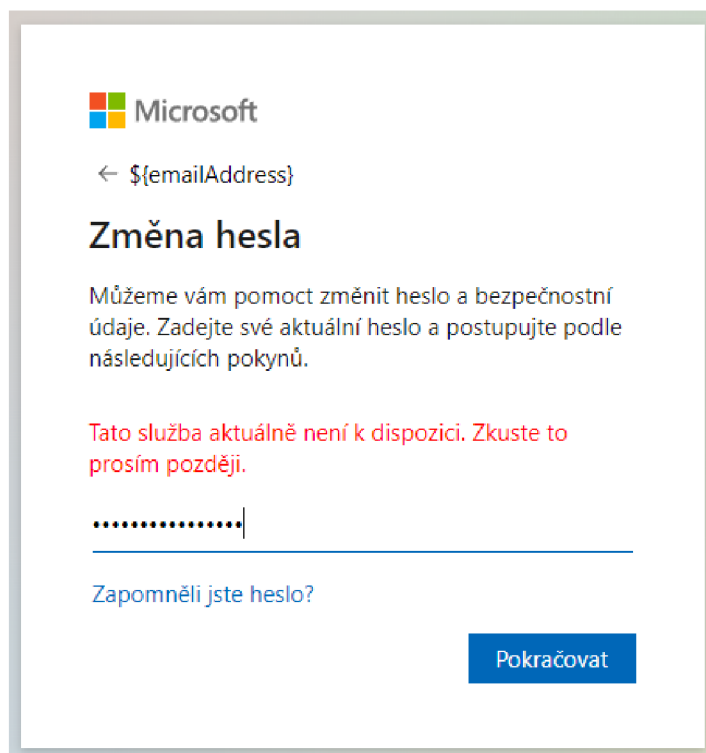 Microsoft
← ${emailAddress}
Změna hesla
Můžeme vám pomoct změnit heslo a bezpečnostní
údaje. Zadejte své aktuální heslo a postupujte podle
následujících pokynů.
Tato služba aktuálně není k dispozici. Zkuste to
prosím později.
••••••••••••••••
Zapomněli jste heslo?
Pokračovat